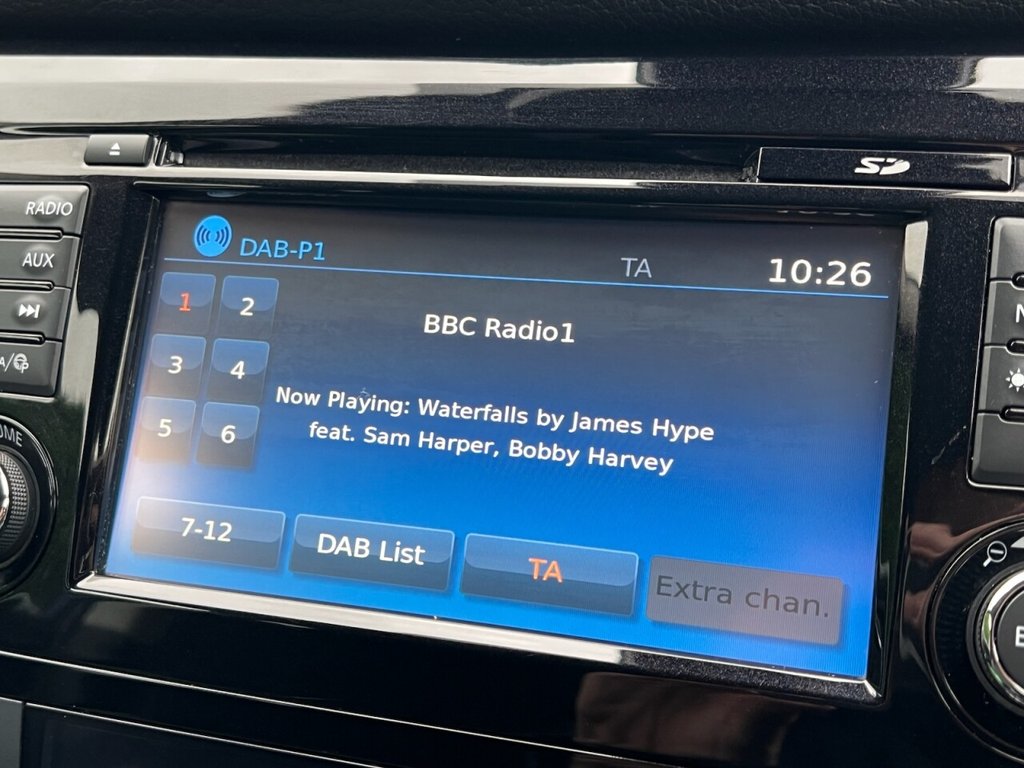 SD
RADIO
AUX
DAB-P1
TA
10:26
1
2
BBC Radio1
3
4
Now Playing: Waterfalls by James Hype
feat. Sam Harper, Bobby Harvey
5
6
7-12
DAB List
TA
Extra chan.